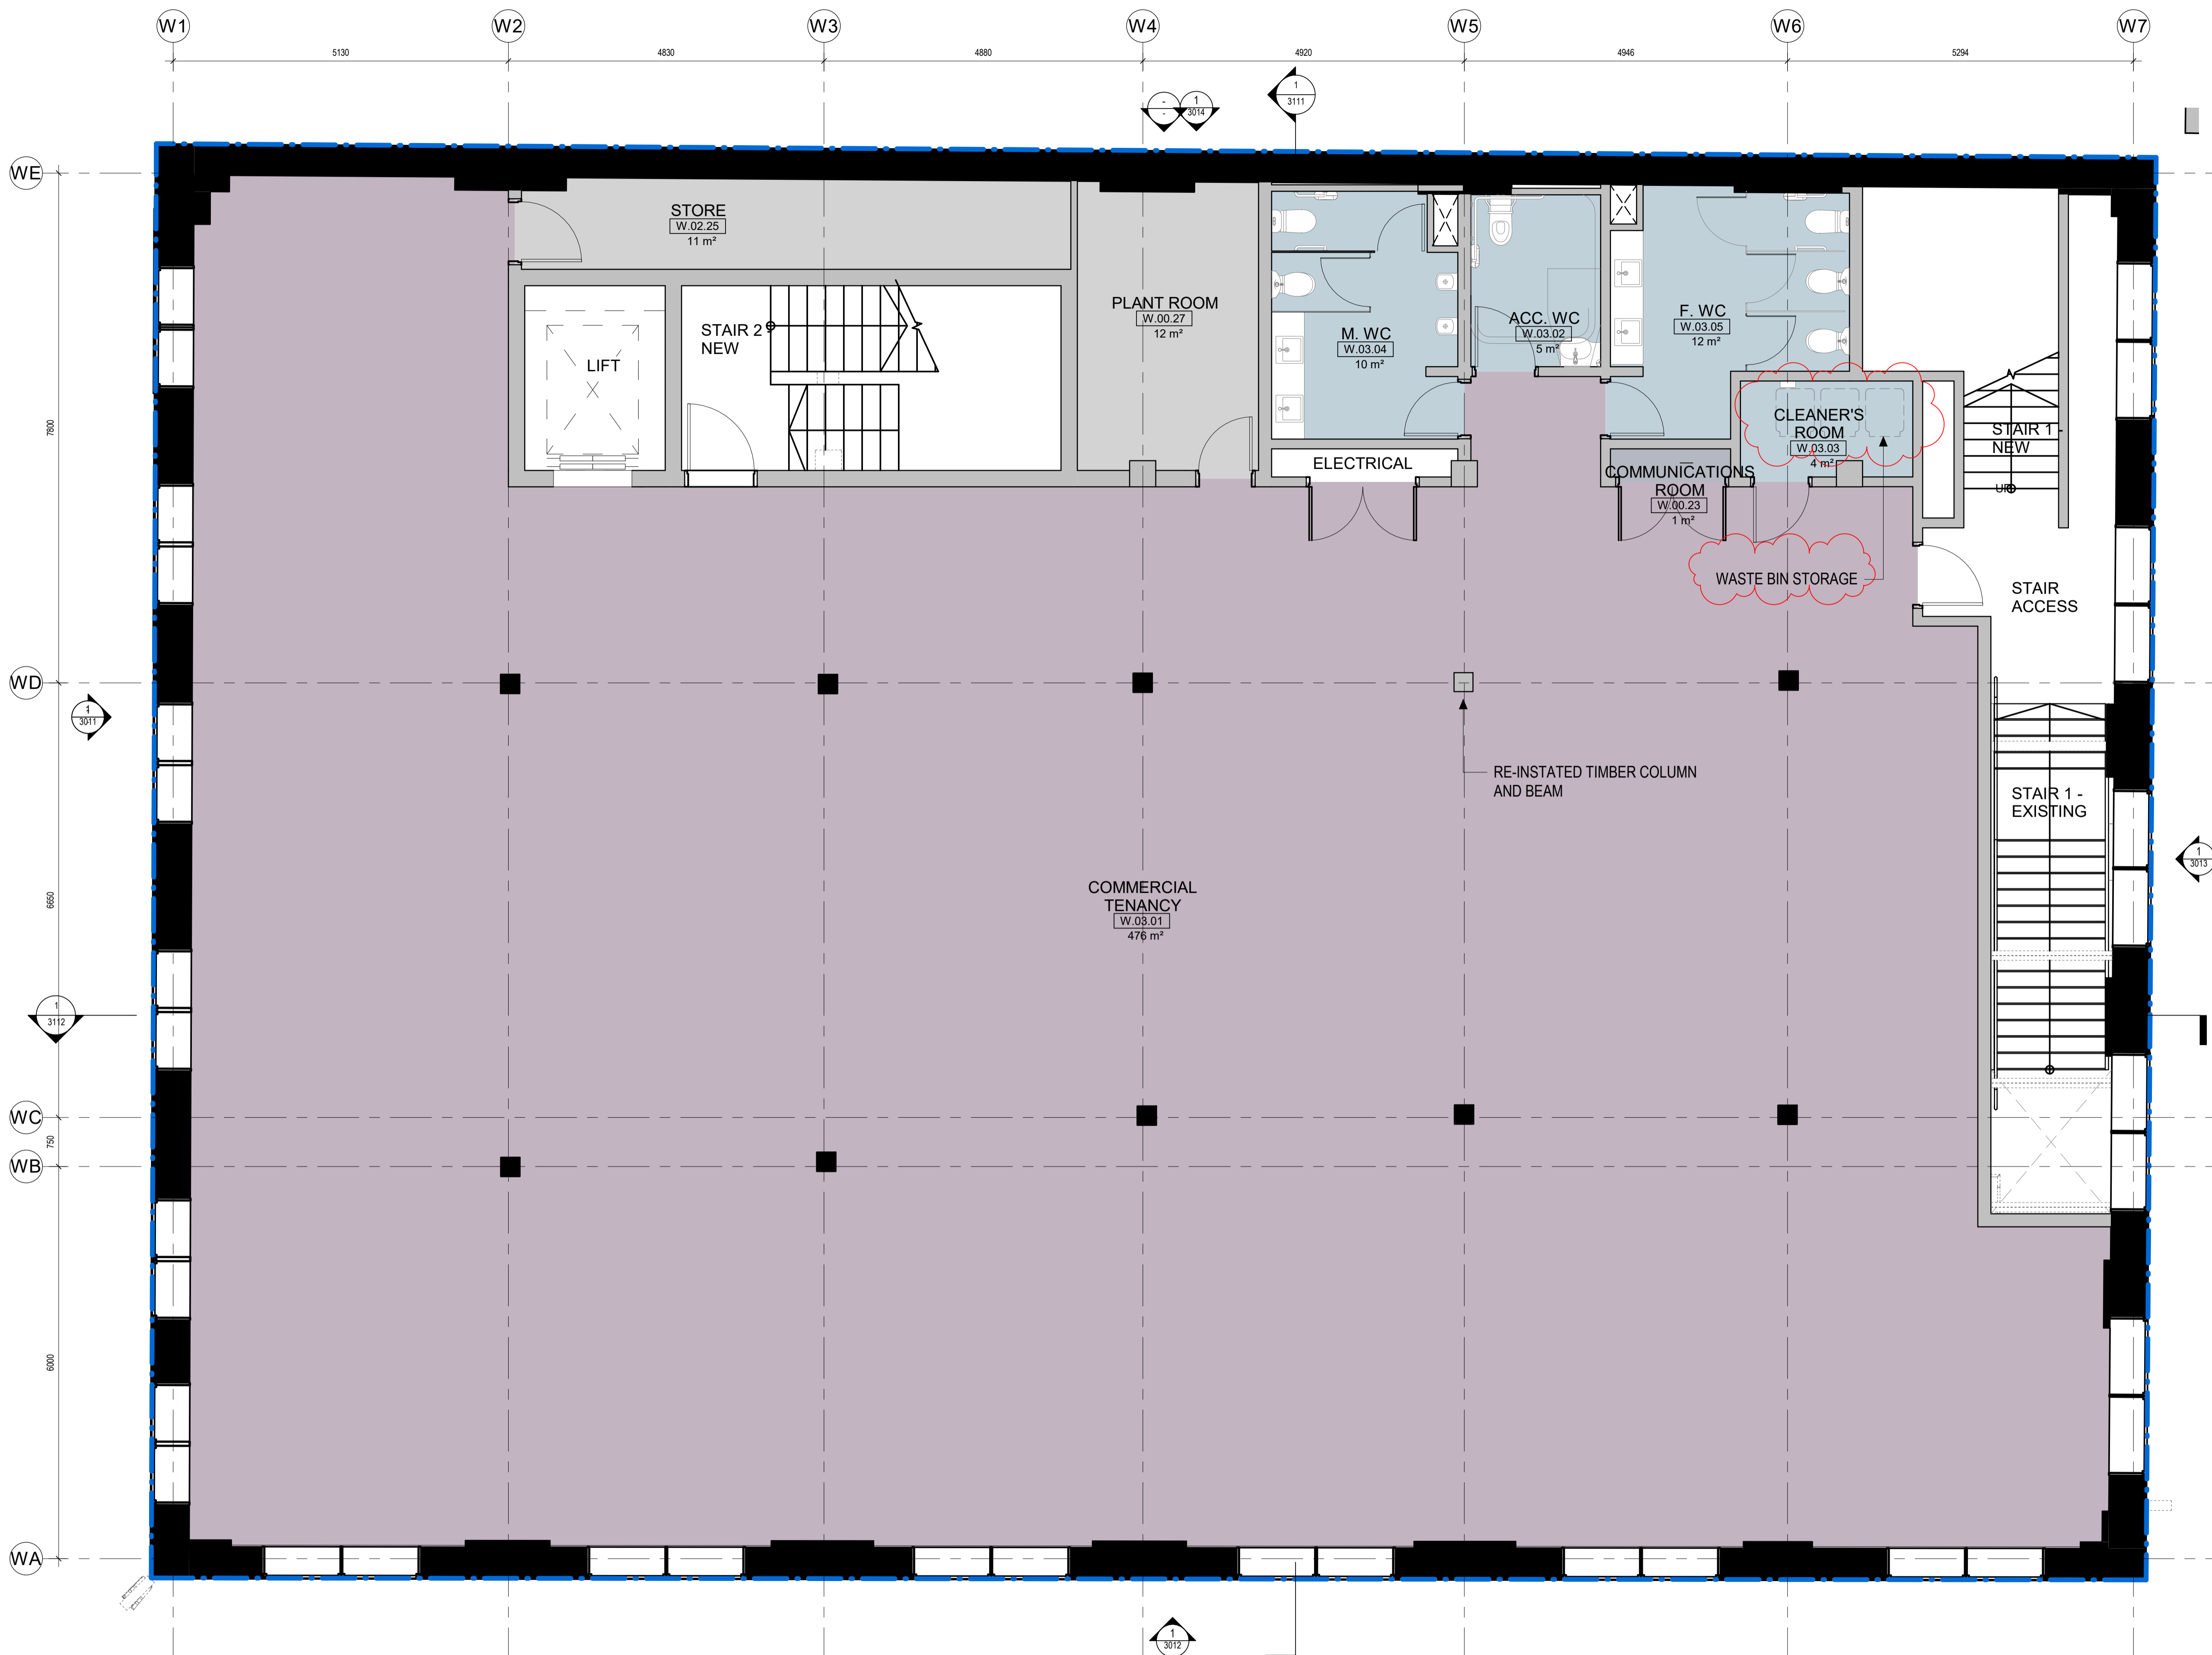 W1
W2
W3
W4
W5
W6
W7
5130
4830
4880
4920
4946
5294
-
-
1
3014
1
3111
WE
WD
WC
WB
WA
7800
6650
750
6000
STORE
W.02.25
11 m²
LIFT
STAIR 2 -
NEW
PLANT ROOM
W.00.27
12 m²
M. WC
W.03.04
10 m²
ACC. WC
W.03.02
5 m²
F. WC
W.03.05
12 m²
ELECTRICAL
COMMUNICATIONS
ROOM
W.00.23
1 m²
CLEANER'S
ROOM
W.03.03
4 m²
STAIR 1 -
NEW
UP
WASTE BIN STORAGE
STAIR
ACCESS
1
3011
RE-INSTATED TIMBER COLUMN
AND BEAM
STAIR 1 -
EXISTING
1
3013
COMMERCIAL
TENANCY
W.03.01
476 m²
1
3112
1
3012